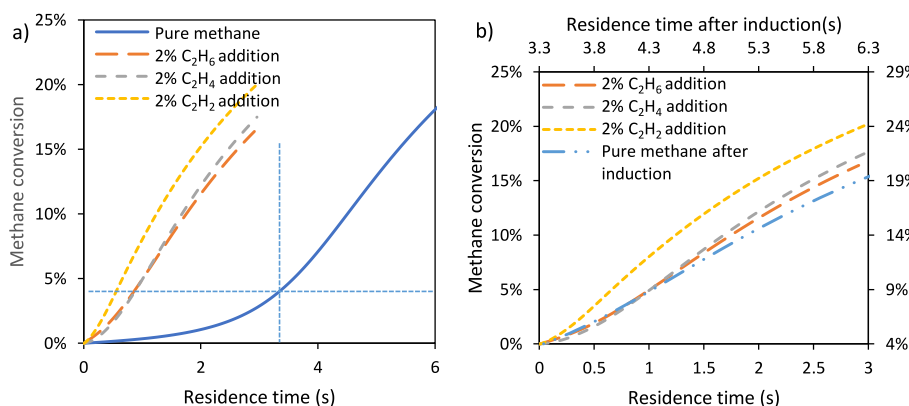 a)
25%
20%
15%
10%
5%
0%
Methane conversion
Pure methane
2% C₂H₆ addition
2% C₂H₄ addition
2% C₂H₂ addition
0 2 4 6
Residence time (s)
b)
Residence time after induction(s)
3.3 3.8 4.3 4.8 5.3 5.8 6.3
25%
20%
15%
10%
5%
0%
Methane conversion
2% C₂H₆ addition
2% C₂H₄ addition
2% C₂H₂ addition
Pure methane after
induction
29%
24%
19%
14%
9%
4%
0 0.5 1 1.5 2 2.5 3
Residence time (s)